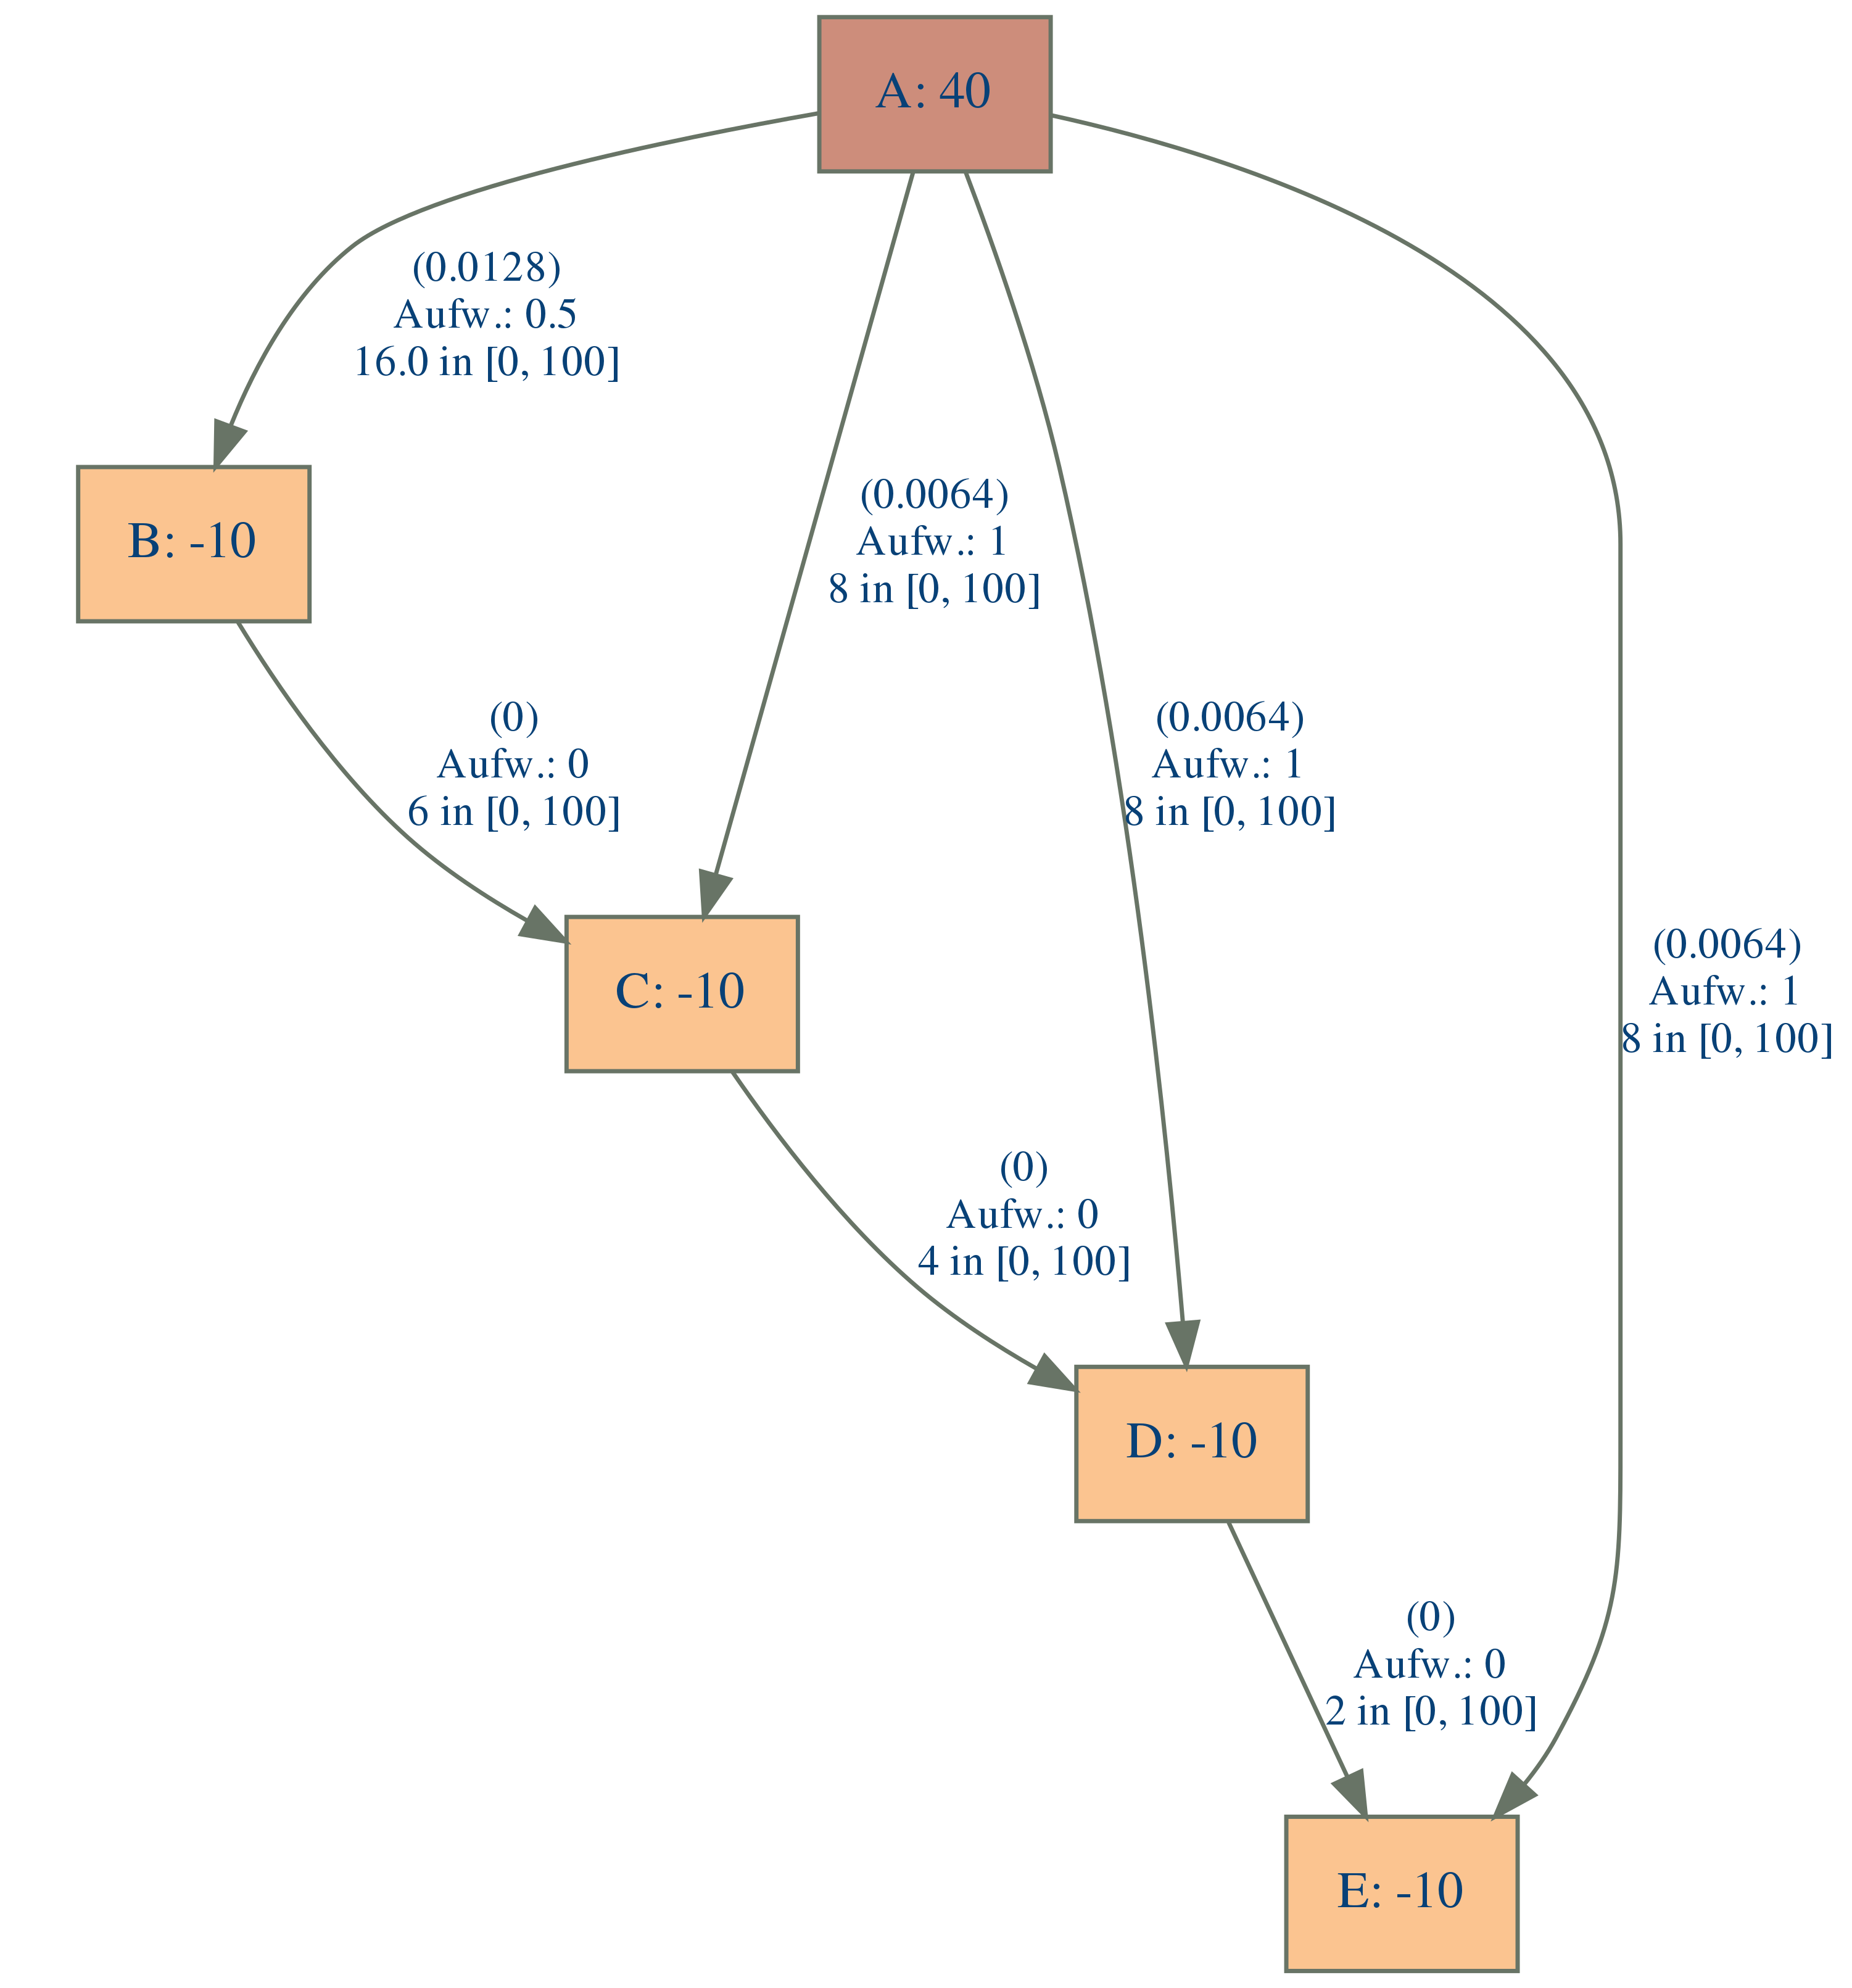 A: 40
(0.0128)
Aufw.: 0.5
16.0 in [0, 100]
(0.0064)
Aufw.: 1
8 in [0, 100]
B: -10
(0)
Aufw.: 0
6 in [0, 100]
(0.0064)
Aufw.: 1
8 in [0, 100]
(0.0064)
Aufw.: 1
8 in [0, 100]
C: -10
(0)
Aufw.: 0
4 in [0, 100]
D: -10
(0)
Aufw.: 0
2 in [0, 100]
E: -10